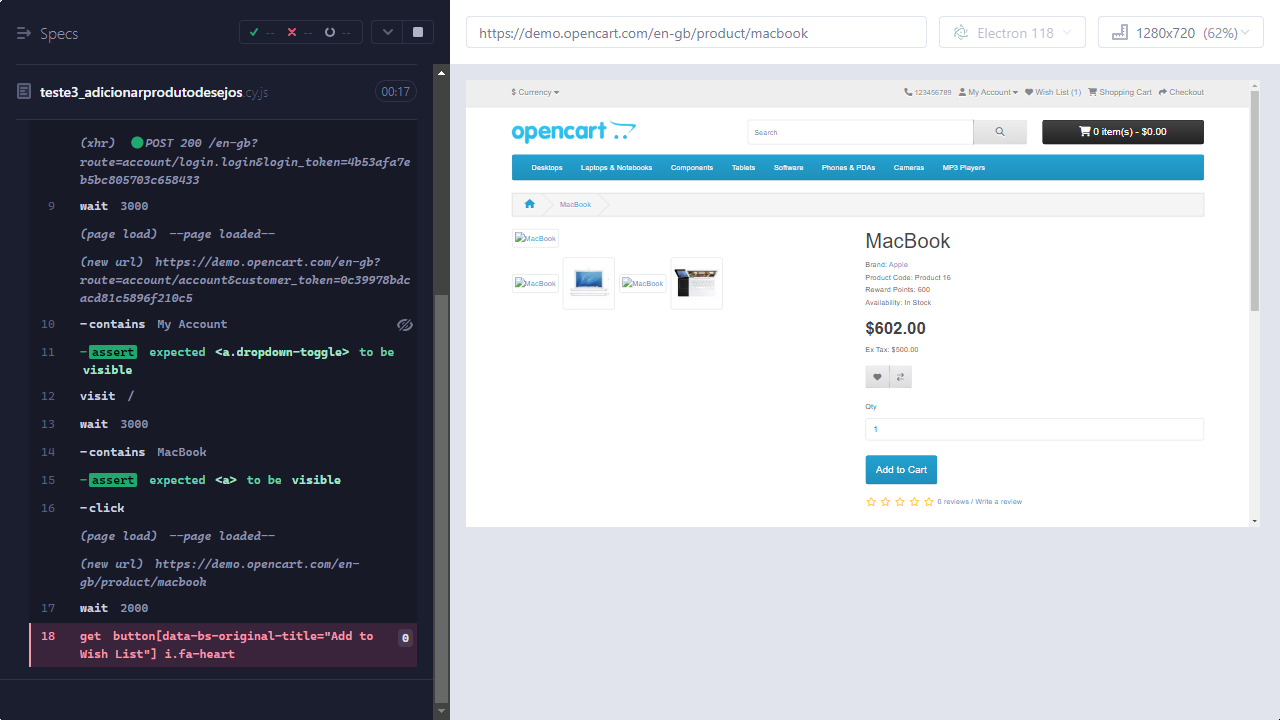 Specs
-- -- --
https://demo.opencart.com/en-gb/product/macbook
Electron 118
1280x720 (62%)
teste3_adicionarprodutodesejos.cy.js
00:17
(xhr) POST 200 /en-gb?
route=account/login.login&login_token=4b53afa7e
b5bc805703c658433
9 wait 3000
(page load) --page loaded--
(new url) https://demo.opencart.com/en-gb?
route=account/account&customer_token=0c39978bdc
acd81c5896f210c5
10 -contains My Account
11 -assert expected <a.dropdown-toggle> to be
visible
12 visit /
13 wait 3000
14 -contains MacBook
15 -assert expected <a> to be visible
16 -click
(page load) --page loaded--
(new url) https://demo.opencart.com/en-
gb/product/macbook
17 wait 2000
18 get button[data-bs-original-title="Add to
Wish List"] i.fa-heart
0
$ Currency
123456789 My Account Wish List (1) Shopping Cart Checkout
opencart
Search
0 item(s) - $0.00
Desktops Laptops & Notebooks Components Tablets Software Phones & PDAs Cameras MP3 Players
MacBook
MacBook
MacBook
MacBook
MacBook
Brand: Apple
Product Code: Product 16
Reward Points: 600
Availability: In Stock
$602.00
Ex Tax: $500.00
Qty
1
Add to Cart
0 reviews / Write a review